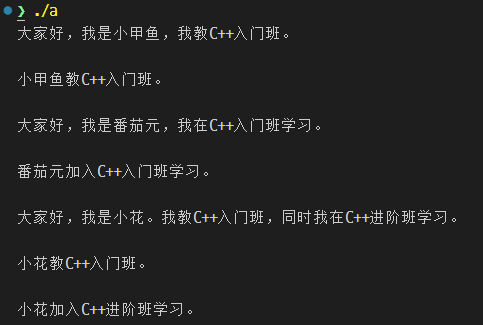 ❯ ./a
大家好，我是小甲鱼，我教C++入门班。
小甲鱼教C++入门班。
大家好，我是番茄元，我在C++入门班学习。
番茄元加入C++入门班学习。
大家好，我是小花。我教C++入门班，同时我在C++进阶班学习。
小花教C++入门班。
小花加入C++进阶班学习。